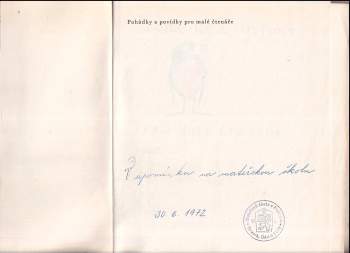 Pohádky a povídky pro malé čtenáře
Vzpomínka na mateřskou školu
30. 6. 1972